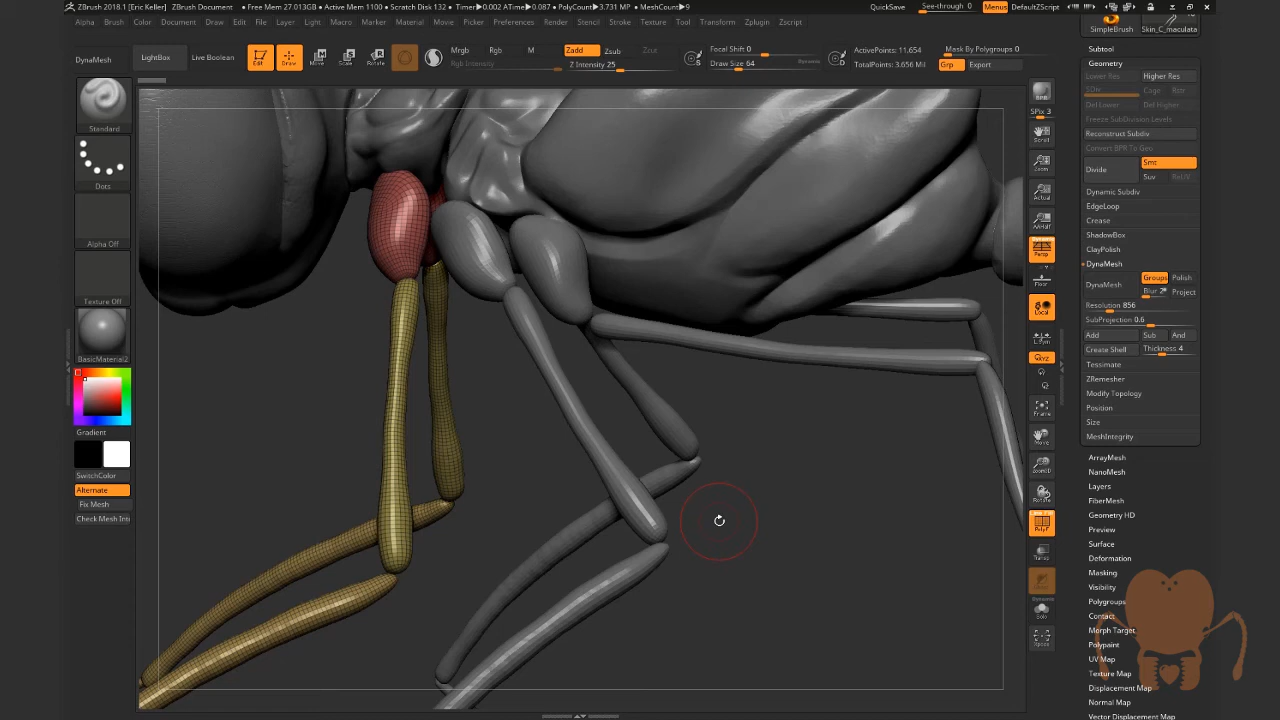 ZBrush 2018.1 [Eric Keller] ZBrush Document • Free Mem 27.013GB • Active Mem 1100 • Scratch Disk 132 • Timer▸0.002 ATime▸0.087 • PolyCount▸3.731 MP • MeshCount▸9
QuickSave See-through 0 Menus DefaultZScript
Alpha Brush Color Document Draw Edit File Layer Light Macro Marker Material Movie Picker Preferences Render Stencil Stroke Texture Tool Transform Zplugin Zscript
DynaMesh
LightBox
Live Boolean
Edit Draw Move Scale Rotate
Mrgb Rgb M
Rgb Intensity
Zadd Zsub Zcut
Z Intensity 25
Focal Shift 0
Draw Size 64 Dynamic
ActivePoints: 11,654
TotalPoints: 3.656 Mil
Mask By Polygroups 0
Grp Export
Standard
Dots
Alpha Off
Texture Off
BasicMaterial2
Gradient
SwitchColor
Alternate
Fix Mesh
Check Mesh Int
BPR
SPix 3
Scroll
Zoom
Actual
AAHalf
Persp
Floor
Local
L.Sym
Frame
Move
Zoom3D
Rotate
PolyF
Transp
Dynamic
Solo
Xpose
SimpleBrush Skin_C_maculata
Subtool
Geometry
Lower Res Higher Res
SDiv Cage Rstr
Del Lower Del Higher
Freeze SubDivision Levels
Reconstruct Subdiv
Convert BPR To Geo
Divide Smt
Suv ReUV
Dynamic Subdiv
EdgeLoop
Crease
ShadowBox
ClayPolish
DynaMesh
DynaMesh Groups Polish
Blur 2 Project
Resolution 856
SubProjection 0.6
Add Sub And
Create Shell Thickness 4
Tessimate
ZRemesher
Modify Topology
Position
Size
MeshIntegrity
ArrayMesh
NanoMesh
Layers
FiberMesh
Geometry HD
Preview
Surface
Deformation
Masking
Visibility
Polygroups
Contact
Morph Target
Polypaint
UV Map
Texture Map
Displacement Map
Normal Map
Vector Displacement Map